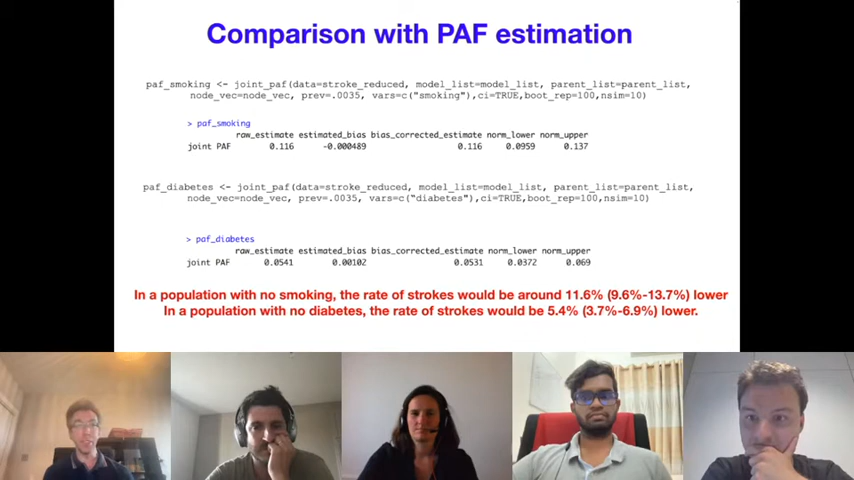 Comparison with PAF estimation
paf_smoking <- joint_paf(data=stroke_reduced, model_list=model_list, parent_list=parent_list,
node_vec=node_vec, prev=.0035, vars=c("smoking"),ci=TRUE,boot_rep=100,nsim=10)
> paf_smoking
raw_estimate estimated_bias bias_corrected_estimate norm_lower norm_upper
joint PAF 0.116 -0.000489 0.116 0.0959 0.137
paf_diabetes <- joint_paf(data=stroke_reduced, model_list=model_list, parent_list=parent_list,
node_vec=node_vec, prev=.0035, vars=c("diabetes"),ci=TRUE,boot_rep=100,nsim=10)
> paf_diabetes
raw_estimate estimated_bias bias_corrected_estimate norm_lower norm_upper
joint PAF 0.0541 0.00102 0.0531 0.0372 0.069
In a population with no smoking, the rate of strokes would be around 11.6% (9.6%-13.7%) lower
In a population with no diabetes, the rate of strokes would be 5.4% (3.7%-6.9%) lower.